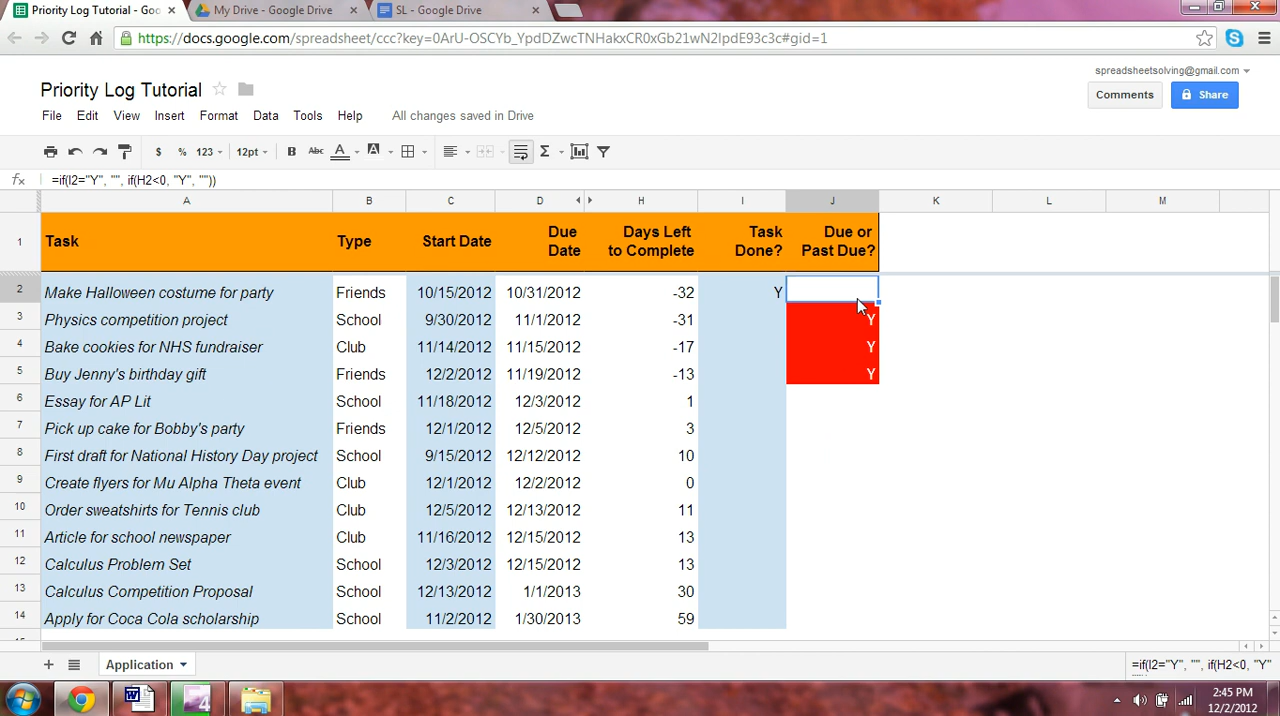 Priority Log Tutorial - Goo
My Drive - Google Drive
SL - Google Drive
https://docs.google.com/spreadsheet/ccc?key=0ArU-OSCYb_YpdDZwcTNHakxCR0xGb21wN2lpdE93c3c#gid=1
spreadsheetsolving@gmail.com
Priority Log Tutorial
Comments
Share
File Edit View Insert Format Data Tools Help All changes saved in Drive
$ % 123 12pt B Abc A A Σ
fx =if(I2="Y", "", if(H2<0, "Y", ""))
A B C D H I J K L M
1 Task Type Start Date Due Date Days Left to Complete Task Done? Due or Past Due?
2 Make Halloween costume for party Friends 10/15/2012 10/31/2012 -32 Y
3 Physics competition project School 9/30/2012 11/1/2012 -31 Y
4 Bake cookies for NHS fundraiser Club 11/14/2012 11/15/2012 -17 Y
5 Buy Jenny's birthday gift Friends 12/2/2012 11/19/2012 -13 Y
6 Essay for AP Lit School 11/18/2012 12/3/2012 1
7 Pick up cake for Bobby's party Friends 12/1/2012 12/5/2012 3
8 First draft for National History Day project School 9/15/2012 12/12/2012 10
9 Create flyers for Mu Alpha Theta event Club 12/1/2012 12/2/2012 0
10 Order sweatshirts for Tennis club Club 12/5/2012 12/13/2012 11
11 Article for school newspaper Club 11/16/2012 12/15/2012 13
12 Calculus Problem Set School 12/3/2012 12/15/2012 13
13 Calculus Competition Proposal School 12/13/2012 1/1/2013 30
14 Apply for Coca Cola scholarship School 11/2/2012 1/30/2013 59
Application
=if(I2="Y", "", if(H2<0, "Y"
2:45 PM
12/2/2012